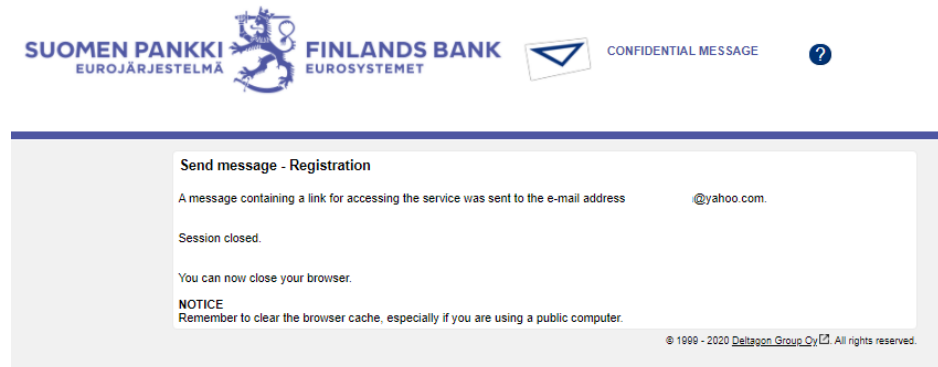 SUOMEN PANKKI
EUROJÄRJESTELMÄ
FINLANDS BANK
EUROSYSTEMET
CONFIDENTIAL MESSAGE
?
Send message - Registration
A message containing a link for accessing the service was sent to the e-mail address @yahoo.com.
Session closed.
You can now close your browser.
NOTICE
Remember to clear the browser cache, especially if you are using a public computer.
© 1999 - 2020 Deltagon Group Oy. All rights reserved.